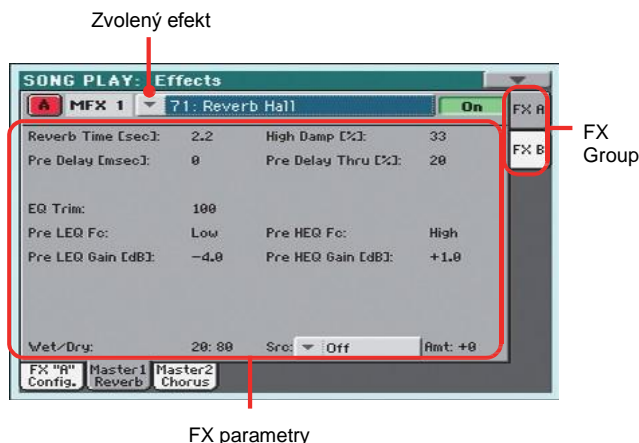 Zvolený efekt
SONG PLAY: Effects
A MFX 1 71: Reverb Hall On FX A
Reverb Time [sec]: 2.2 High Damp [%]: 33
Pre Delay [msec]: 0 Pre Delay Thru [%]: 20
FX B
FX
Group
EQ Trim: 100
Pre LEQ Fc: Low Pre HEQ Fc: High
Pre LEQ Gain [dB]: -4.0 Pre HEQ Gain [dB]: +1.0
Wet/Dry: 20:80 Src: Off Amt: +0
FX "A" Config. Master1 Reverb Master2 Chorus
FX parametry